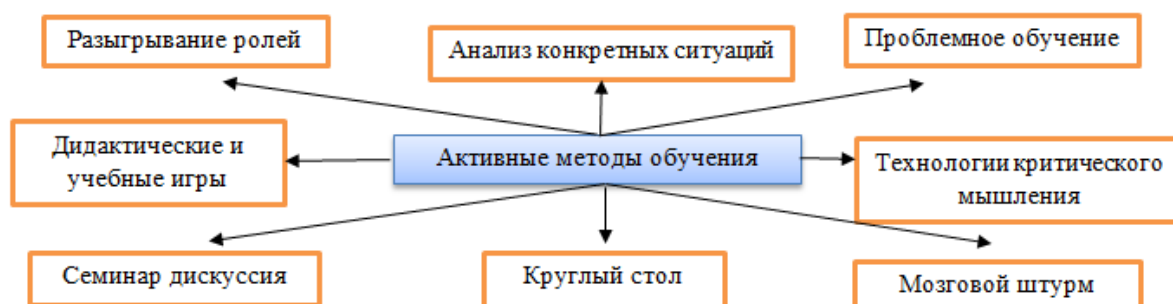 Разыгрывание ролей
Анализ конкретных ситуаций
Проблемное обучение
Дидактические и
учебные игры
Активные методы обучения
Технологии критического
мышления
Семинар дискуссия
Круглый стол
Мозговой штурм